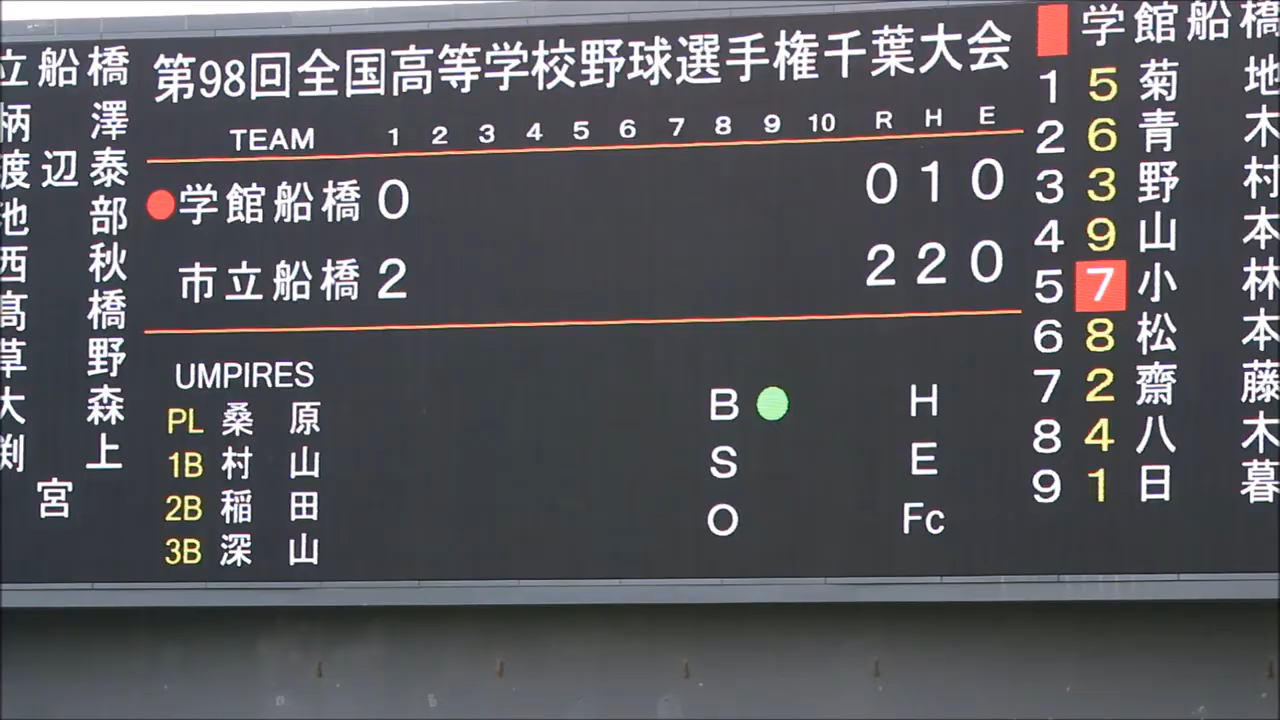 立船橋
柄 澤
渡辺泰
池 部
西 秋
髙 橋
草 野
大 森
渕 上
宮
第98回全国高等学校野球選手権千葉大会
TEAM 1 2 3 4 5 6 7 8 9 10 R H E
学館船橋 0 0 1 0
市立船橋 2 2 2 0
UMPIRES
PL 桑 原
1B 村 山
2B 稲 田
3B 深 山
B H
S E
O Fc
学館船橋
1 5 菊 地
2 6 青 木
3 3 野 村
4 9 山 本
5 7 小 林
6 8 松 本
7 2 齋 藤
8 4 八 木
9 1 日 暮